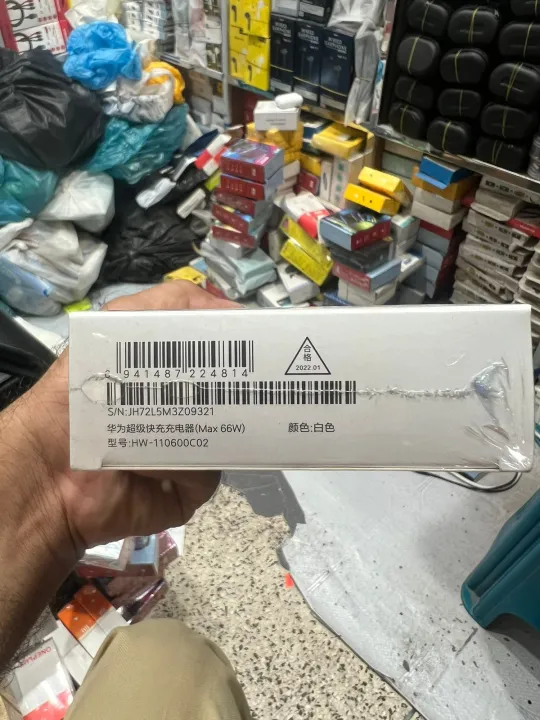 6 941487 224814
合格
2022.01
S/N:JH72L5M3Z09321
华为超级快充充电器(Max 66W)
颜色:白色
型号:HW-110600C02
ONEPLUS